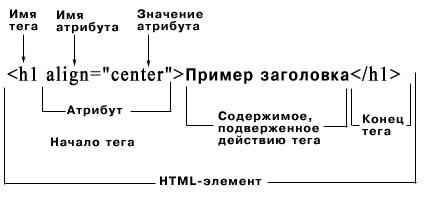 Имя тега
Имя атрибута
Значение атрибута
<h1 align="center">Пример заголовка</h1>
Атрибут
Начало тега
Содержимое, подверженное действию тега
Конец тега
HTML-элемент